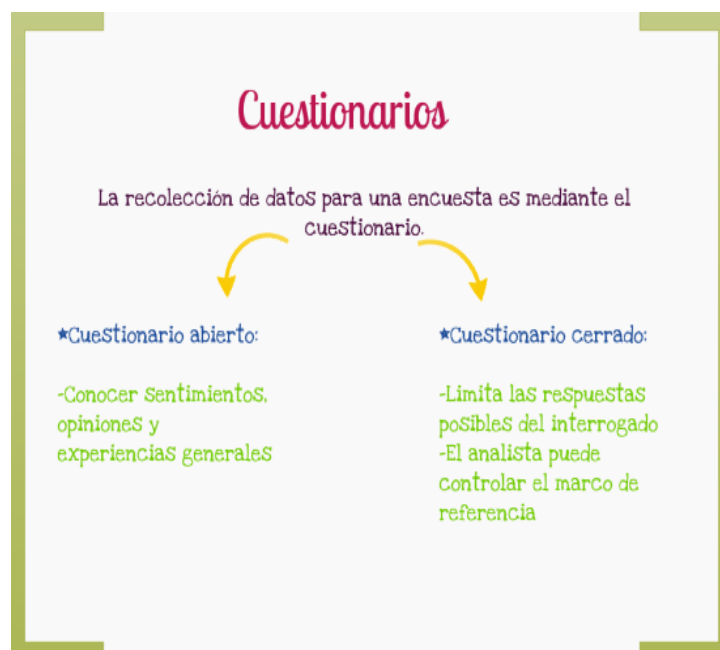 Cuestionarios
La recolección de datos para una encuesta es mediante el
cuestionario.
★Cuestionario abierto:
-Conocer sentimientos,
opiniones y
experiencias generales
★Cuestionario cerrado:
-Limita las respuestas
posibles del interrogado
-El analista puede
controlar el marco de
referencia